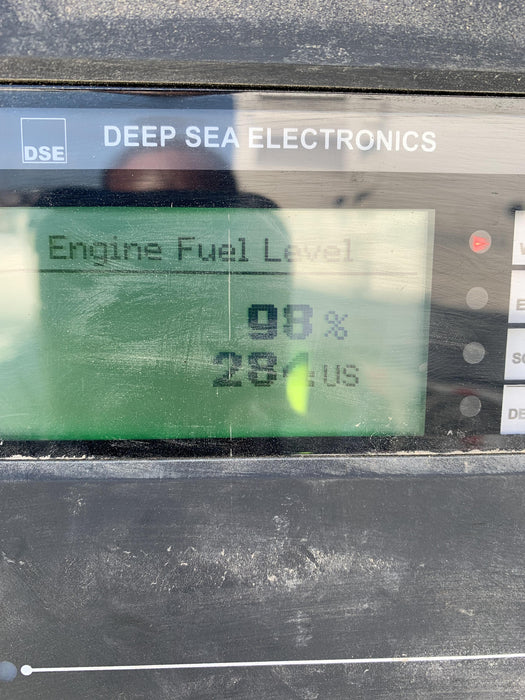 DSE
DEEP SEA ELECTRONICS
Engine Fuel Level
98 %
US